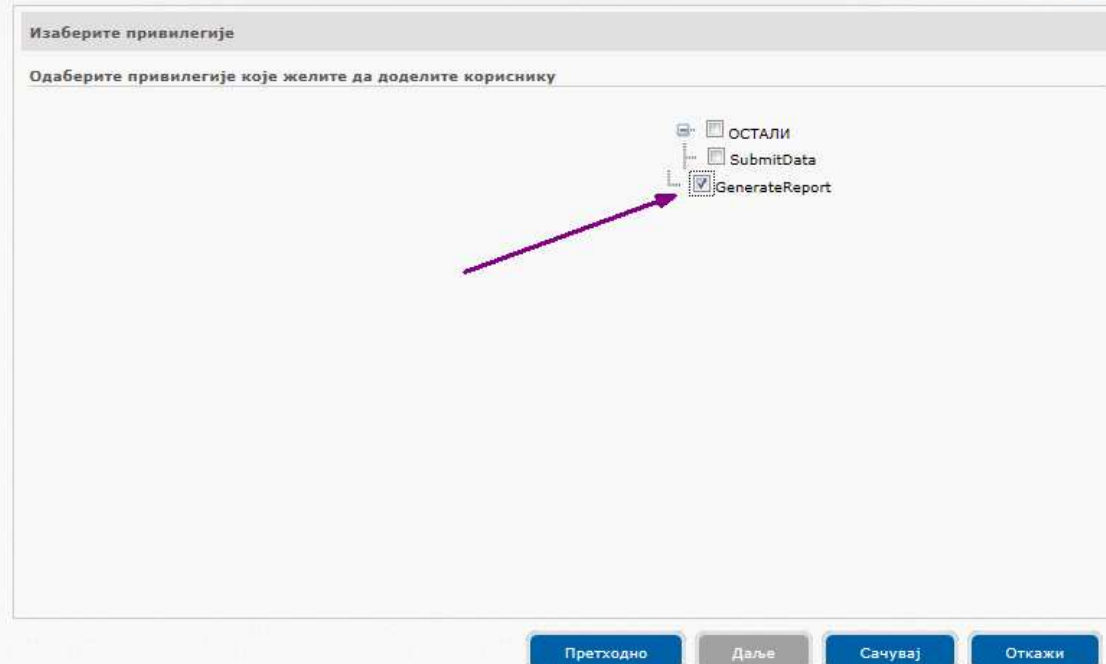 Изаберите привилегије
Одаберите привилегије које желите да доделите кориснику
ОСТАЛИ
SubmitData
GenerateReport
Претходно Даље Сачувај Откажи